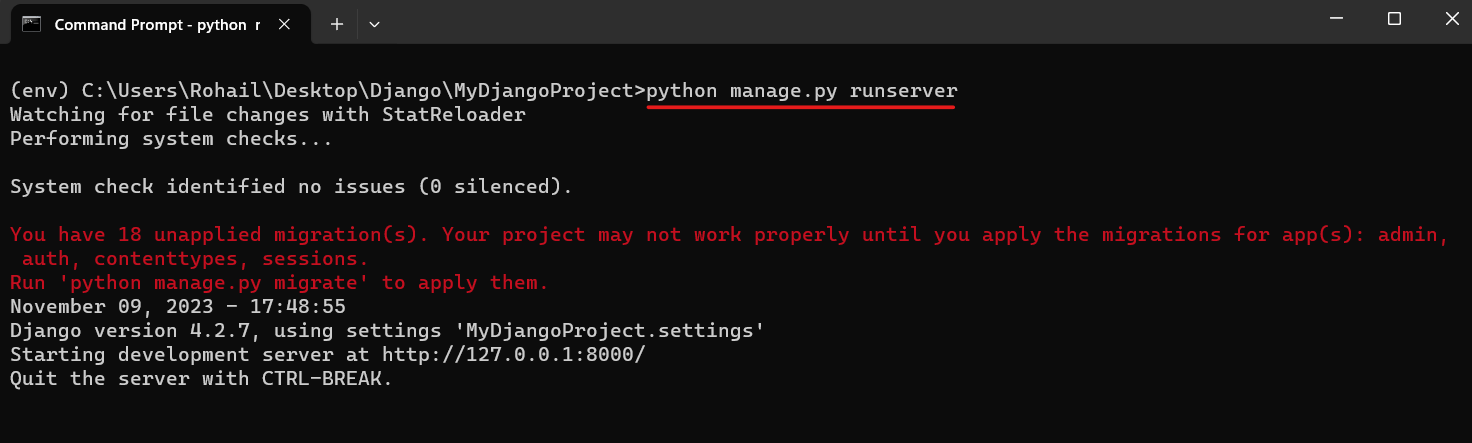 Command Prompt - python r
(env) C:\Users\Rohail\Desktop\Django\MyDjangoProject>python manage.py runserver
Watching for file changes with StatReloader
Performing system checks...
System check identified no issues (0 silenced).
You have 18 unapplied migration(s). Your project may not work properly until you apply the migrations for app(s): admin,
auth, contenttypes, sessions.
Run 'python manage.py migrate' to apply them.
November 09, 2023 - 17:48:55
Django version 4.2.7, using settings 'MyDjangoProject.settings'
Starting development server at http://127.0.0.1:8000/
Quit the server with CTRL-BREAK.